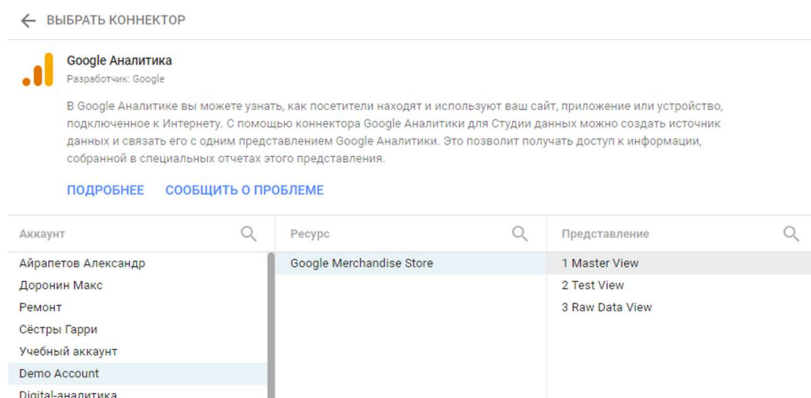 ВЫБРАТЬ КОННЕКТОР
Google Аналитика
Разработчик: Google
В Google Аналитике вы можете узнать, как посетители находят и используют ваш сайт, приложение или устройство,
подключенное к Интернету. С помощью коннектора Google Аналитики для Студии данных можно создать источник
данных и связать его с одним представлением Google Аналитики. Это позволит получать доступ к информации,
собранной в специальных отчетах этого представления.
ПОДРОБНЕЕ СООБЩИТЬ О ПРОБЛЕМЕ
Аккаунт Ресурс Представление
Айрапетов Александр Google Merchandise Store 1 Master View
Доронин Макс 2 Test View
Ремонт 3 Raw Data View
Сёстры Гарри
Учебный аккаунт
Demo Account
Digital-аналитика